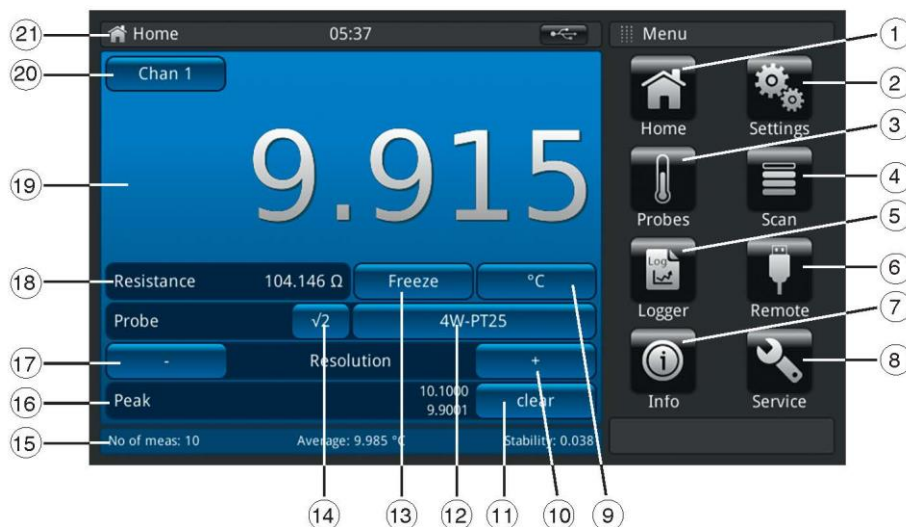 21 Home 05:37 Menu 1
20 Chan 1 2
Home Settings
3
9.915
19 4
Probes Scan
5
18 Resistance 104.146 Ω Freeze °C
Log
6
Logger Remote
Probe √2 4W-PT25
7
17 - Resolution +
8
16 Peak 10.1000 clear
9.9001
Info Service
15 No of meas: 10 Average: 9.985 °C Stability: 0.038
14 13 12 11 10 9